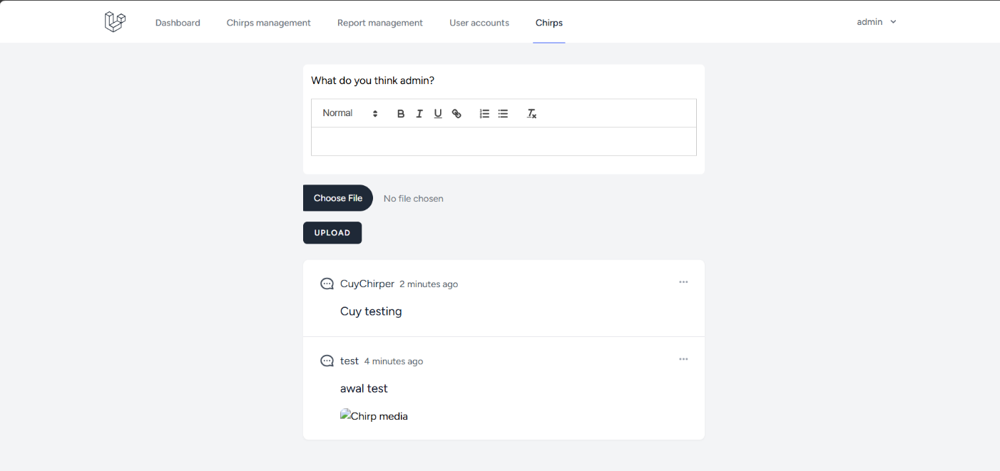 Dashboard Chirps management Report management User accounts Chirps admin
What do you think admin?
Normal B I U
Choose File No file chosen
UPLOAD
CuyChirper 2 minutes ago
Cuy testing
test 4 minutes ago
awal test
Chirp media